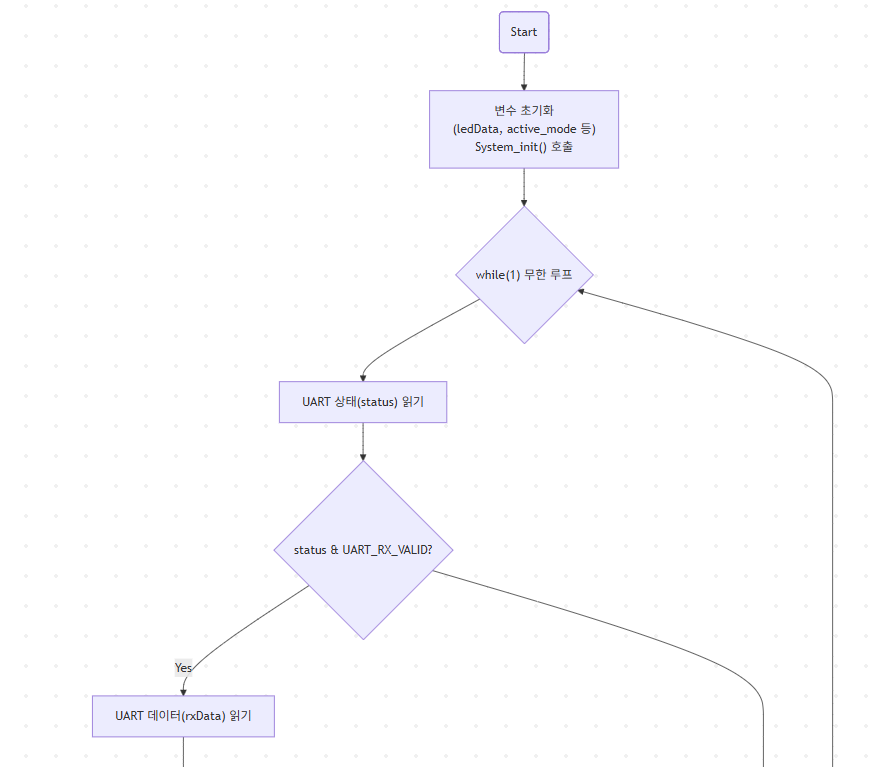 Start
변수 초기화
(ledData, active_mode 등)
System_init() 호출
while(1) 무한 루프
UART 상태(status) 읽기
status & UART_RX_VALID?
Yes
UART 데이터(rxData) 읽기